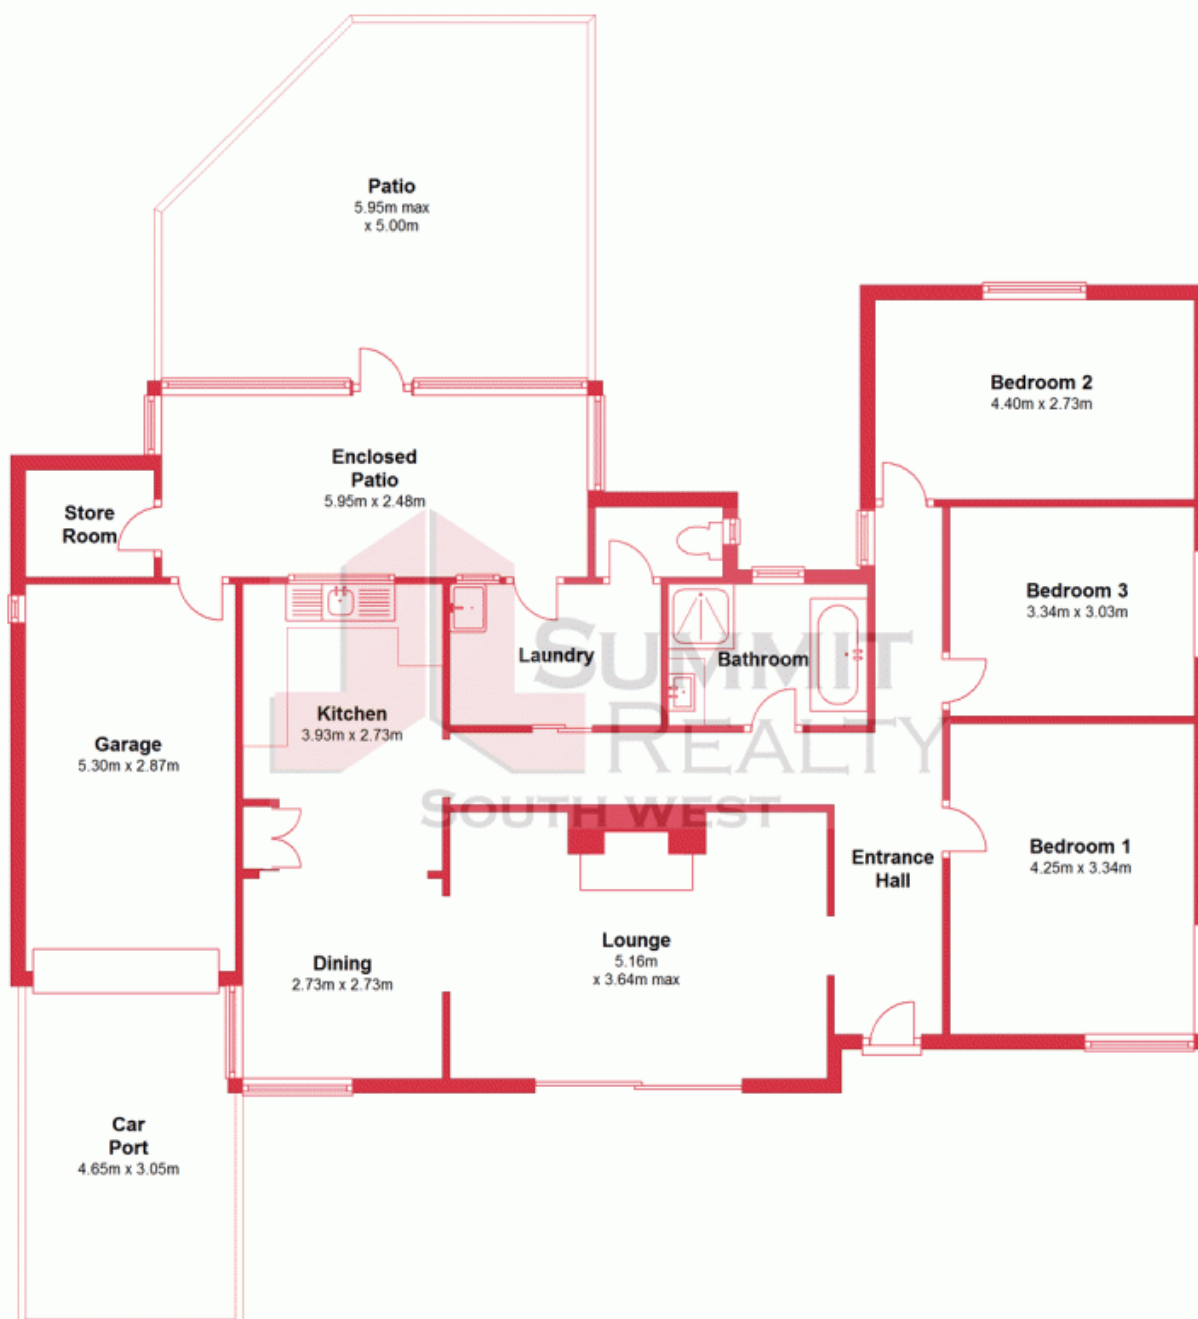 Patio
5.95m max
x 5.00m
Bedroom 2
4.40m x 2.73m
Enclosed
Patio
5.95m x 2.48m
Store
Room
Bedroom 3
3.34m x 3.03m
Laundry
Bathroom
SUMMIT
REALTY
SOUTH WEST
Kitchen
3.93m x 2.73m
Garage
5.30m x 2.87m
Bedroom 1
4.25m x 3.34m
Entrance
Hall
Lounge
5.16m
x 3.64m max
Dining
2.73m x 2.73m
Car
Port
4.65m x 3.05m